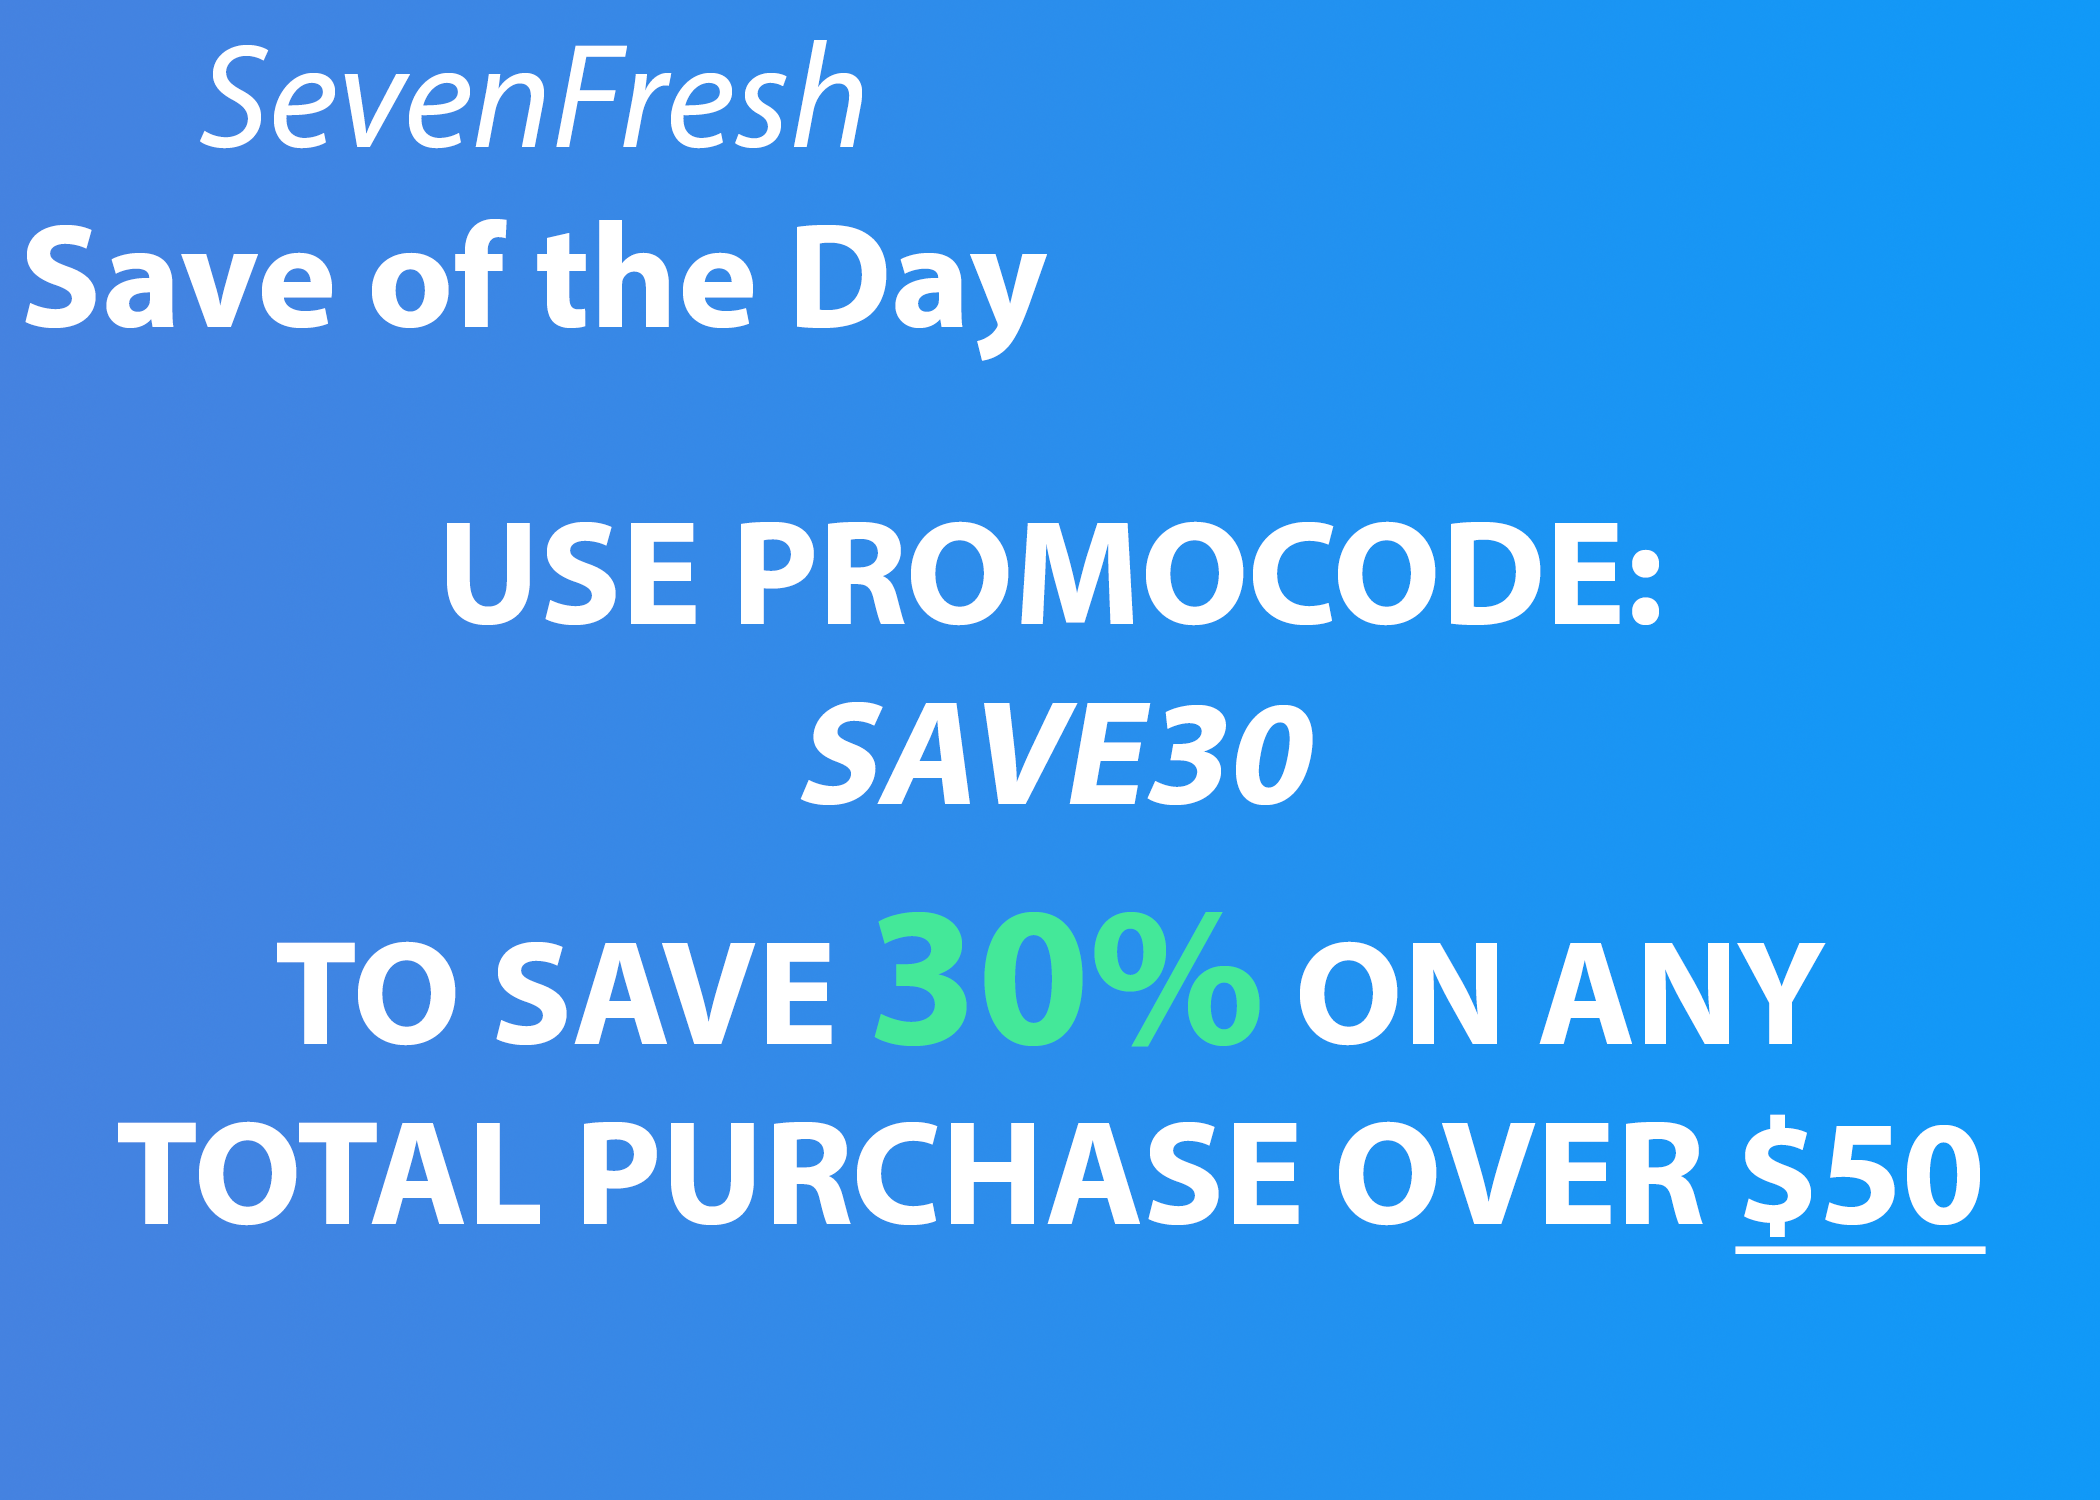 SevenFresh
Save of the Day
USE PROMOCODE:
SAVE30
TO SAVE 30% ON ANY
TOTAL PURCHASE OVER $50